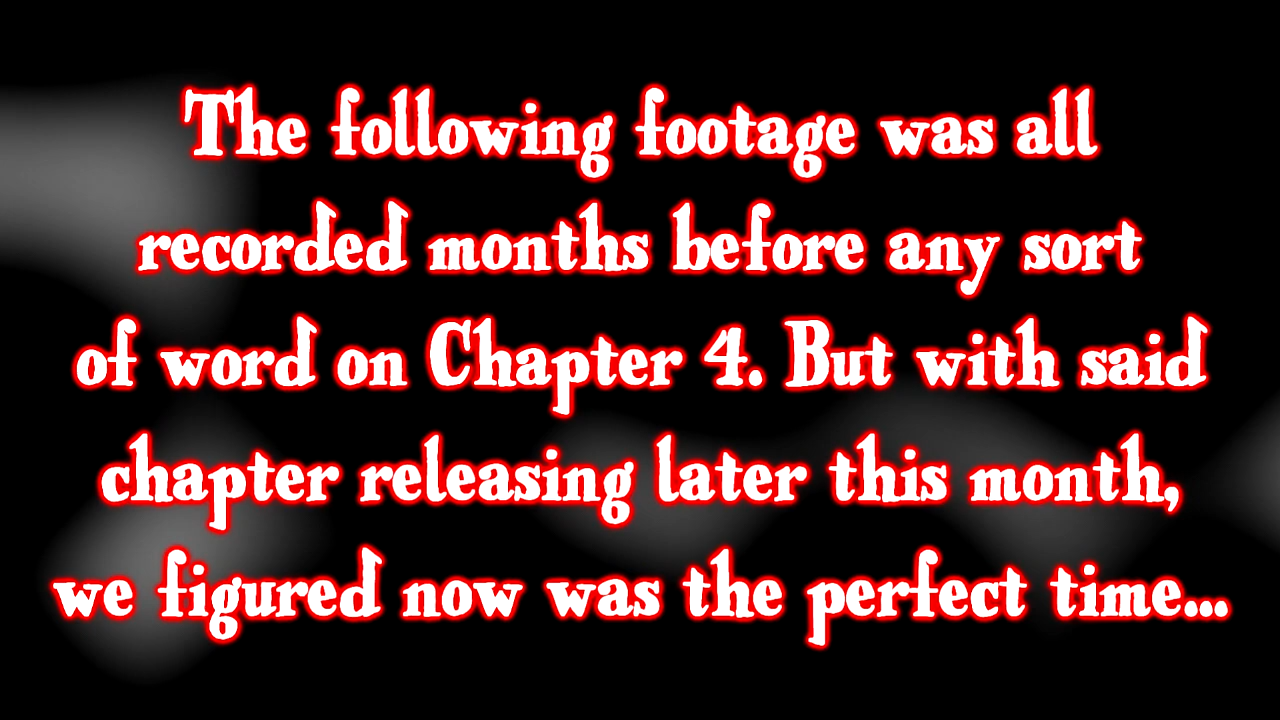 The following footage was all
recorded months before any sort
of word on Chapter 4. But with said
chapter releasing later this month,
we figured now was the perfect time...